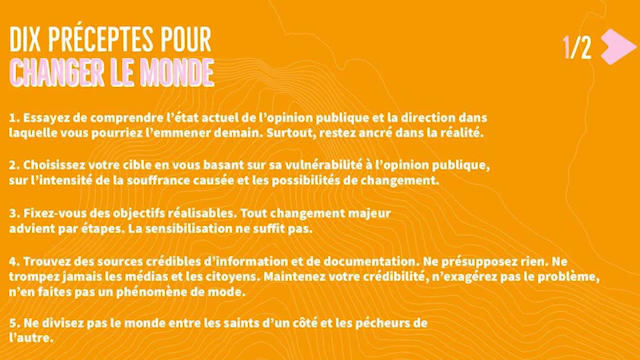 DIX PRÉCEPTES POUR
CHANGER LE MONDE
1/2
1. Essayez de comprendre l’état actuel de l’opinion publique et la direction dans
laquelle vous pourriez l’emmener demain. Surtout, restez ancré dans la réalité.
2. Choisissez votre cible en vous basant sur sa vulnérabilité à l’opinion publique,
sur l’intensité de la souffrance causée et les possibilités de changement.
3. Fixez-vous des objectifs réalisables. Tout changement majeur
advient par étapes. La sensibilisation ne suffit pas.
4. Trouvez des sources crédibles d’information et de documentation. Ne présupposez rien. Ne
trompez jamais les médias et les citoyens. Maintenez votre crédibilité, n’exagérez pas le problème,
n’en faites pas un phénomène de mode.
5. Ne divisez pas le monde entre les saints d’un côté et les pécheurs de
l’autre.